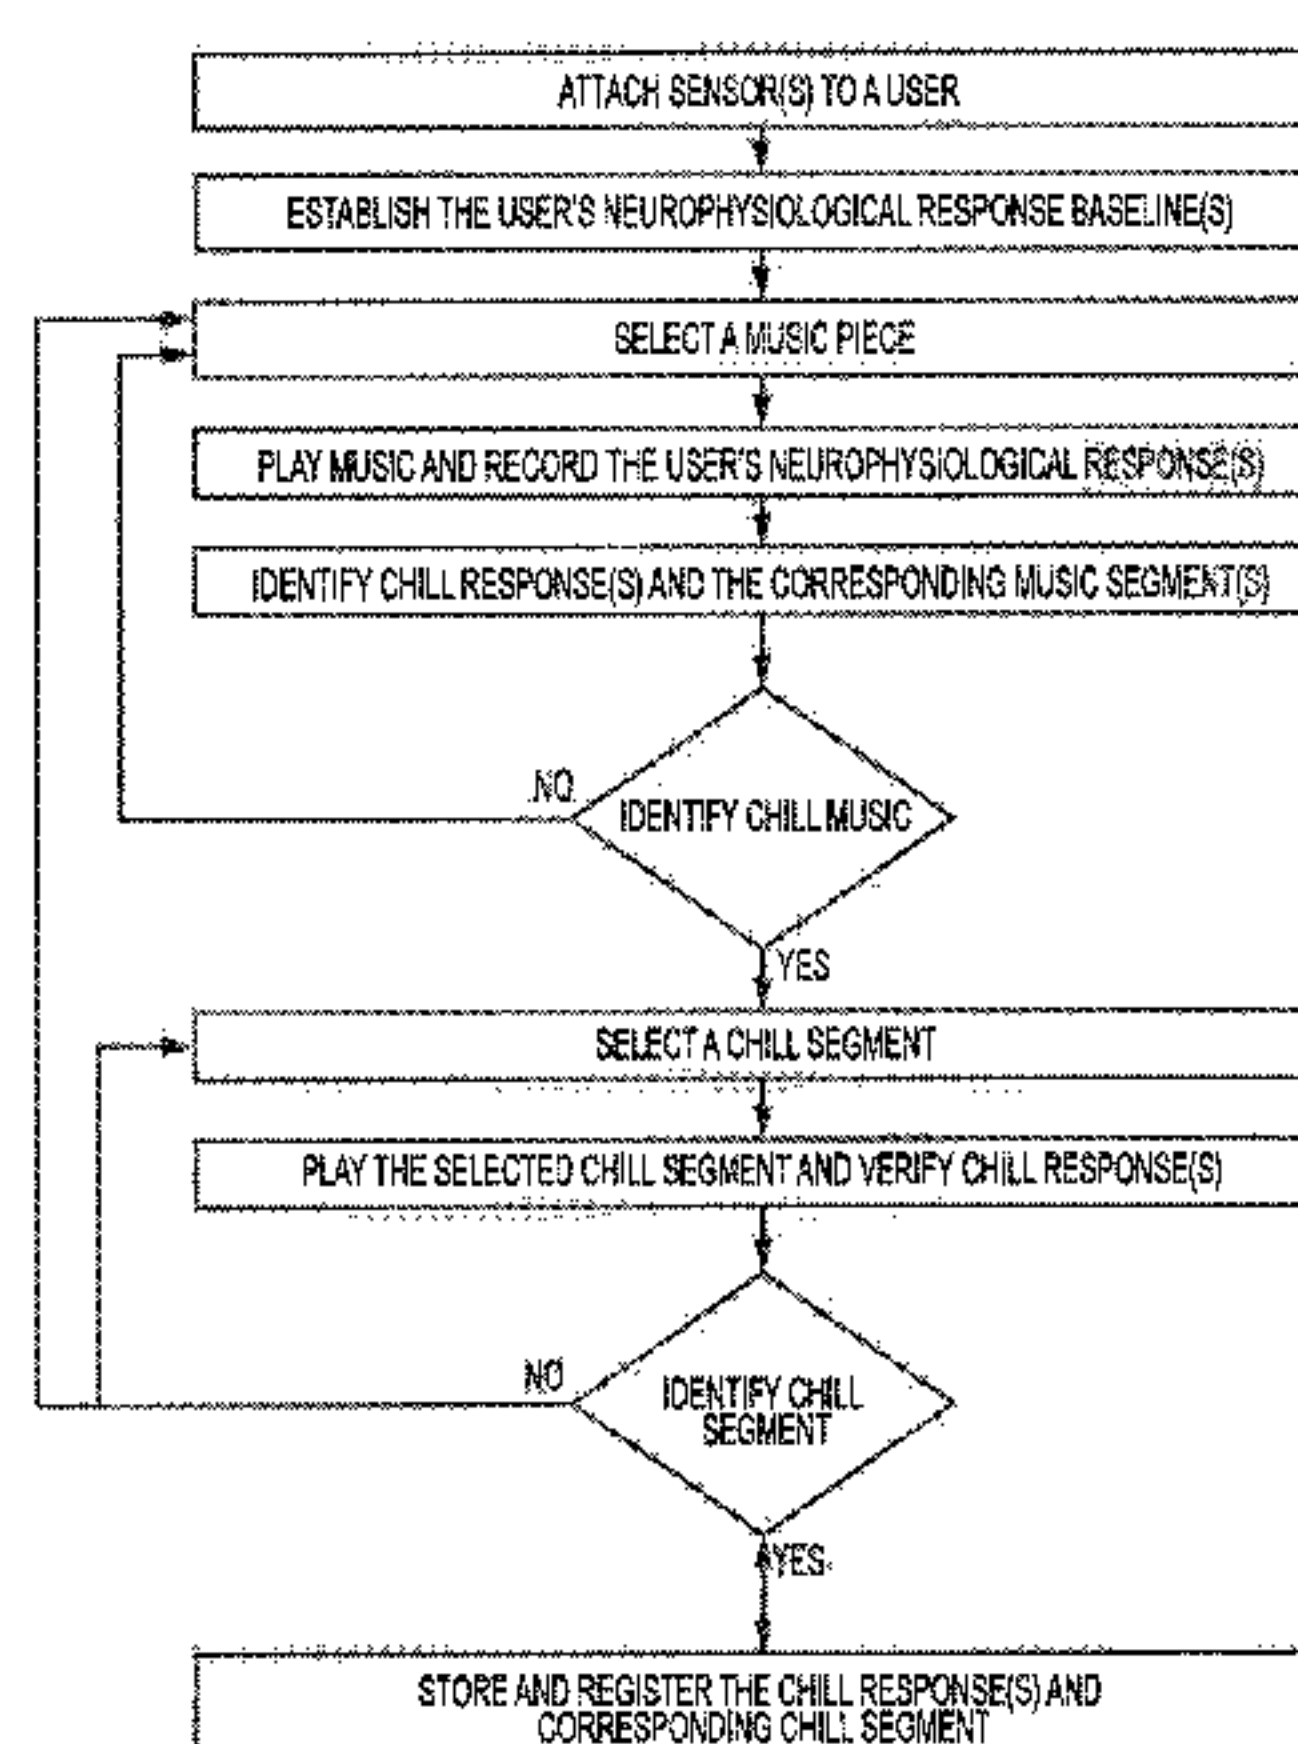 ATTACH SENSOR(S) TO A USER
ESTABLISH THE USER'S NEUROPHYSIOLOGICAL RESPONSE BASELINE(S)
SELECT A MUSIC PIECE
PLAY MUSIC AND RECORD THE USER'S NEUROPHYSIOLOGICAL RESPONSE(S)
IDENTIFY CHILL RESPONSE(S) AND THE CORRESPONDING MUSIC SEGMENT(S)
NO
IDENTIFY CHILL MUSIC
YES
SELECT A CHILL SEGMENT
PLAY THE SELECTED CHILL SEGMENT AND VERIFY CHILL RESPONSE(S)
NO
IDENTIFY CHILL
SEGMENT
YES
STORE AND REGISTER THE CHILL RESPONSE(S) AND
CORRESPONDING CHILL SEGMENT